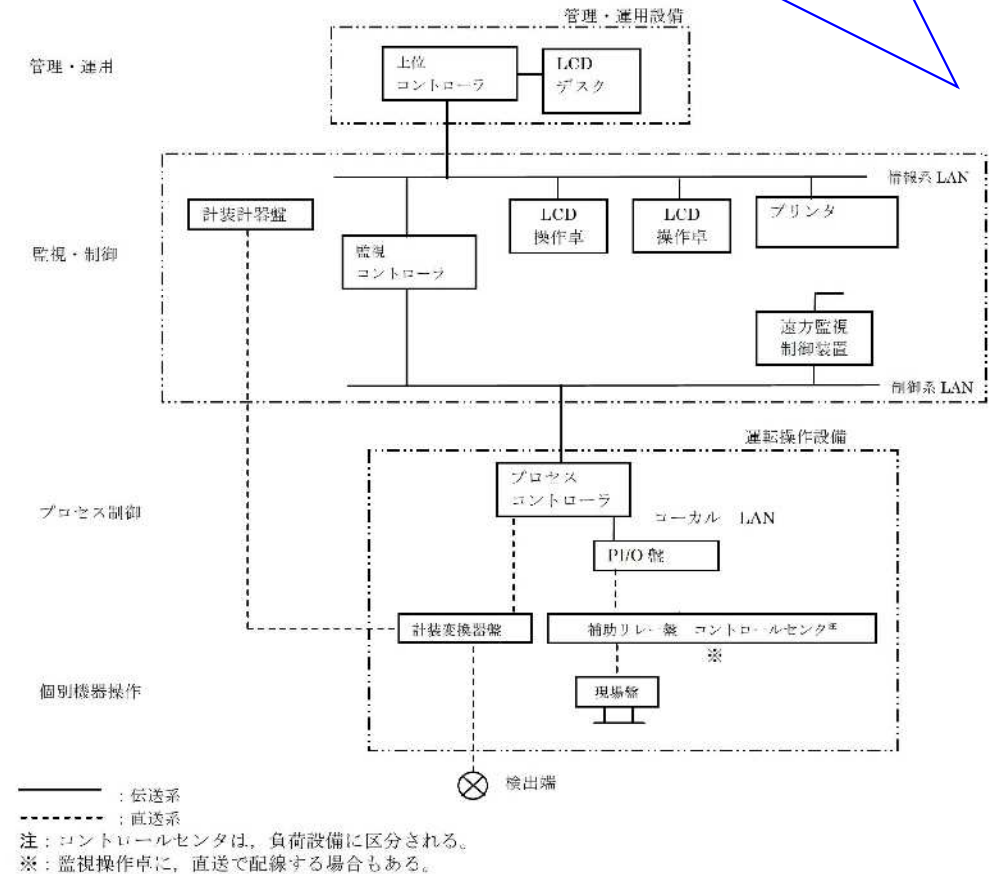 管理・運用設備
管理・運用
上位
コントローラ
LCD
デスク
情報系 LAN
計装計器盤
LCD
操作卓
LCD
操作卓
プリンタ
監視・制御
監視
コントローラ
遠方監視
制御装置
制御系 LAN
運転操作設備
プロセス
コントローラ
プロセス制御
ローカル LAN
PI/O 盤
計装変換器盤
補助リレー盤 コントロールセンタ注
※
個別機器操作
現場盤
検出端
：伝送系
：直送系
注：コントロールセンタは，負荷設備に区分される。
※：監視操作卓に，直送で配線する場合もある。